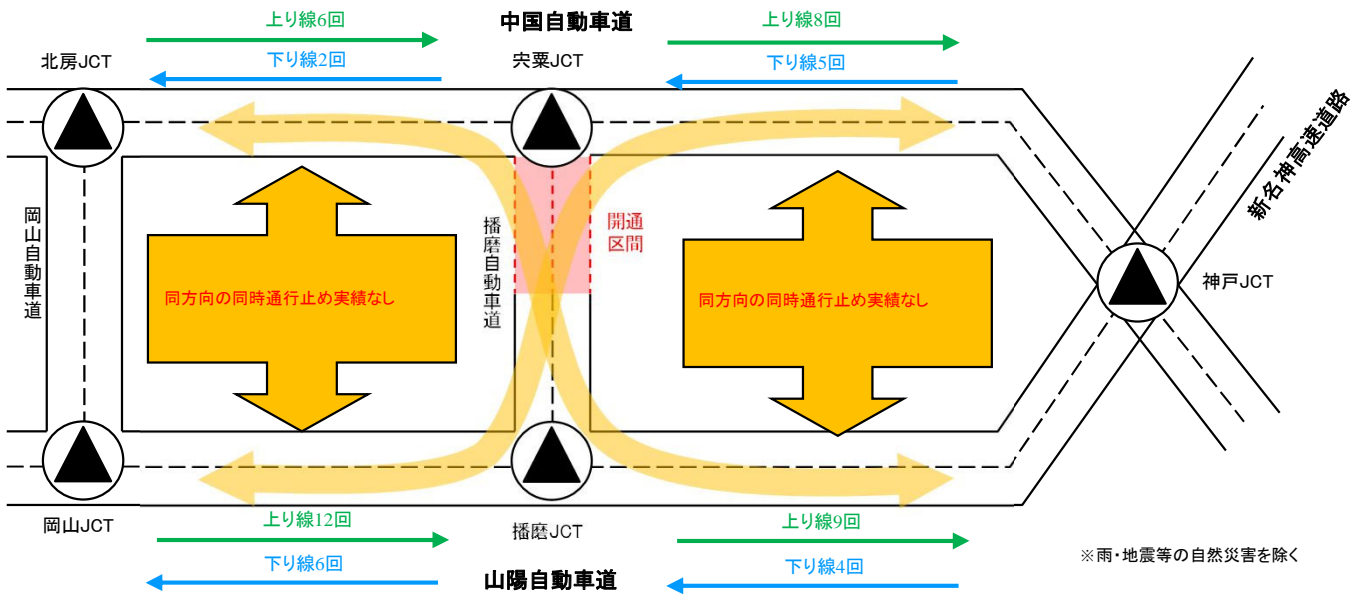 上り線6回
中国自動車道
上り線8回
北房JCT
下り線2回
宍粟JCT
下り線5回
新名神高速道路
岡山自動車道
同方向の同時通行止め実績なし
播磨自動車道
開通
区間
同方向の同時通行止め実績なし
神戸JCT
岡山JCT
上り線12回
播磨JCT
上り線9回
下り線6回
山陽自動車道
下り線4回
※雨・地震等の自然災害を除く